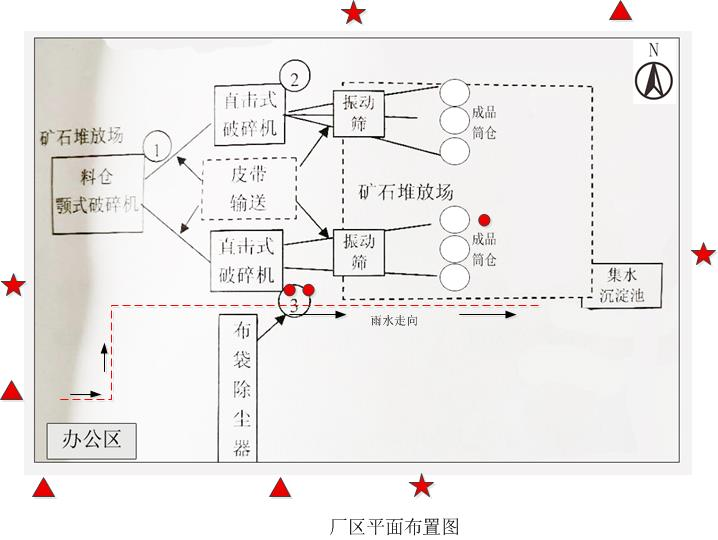 N
②
直击式
破碎机
振动
筛
成品
筒仓
矿石堆放场
①
料仓
颚式破碎机
皮带
输送
矿石堆放场
直击式
破碎机
振动
筛
成品
筒仓
集水
沉淀池
③
雨水走向
布
袋
除
尘
器
办公区
厂区平面布置图